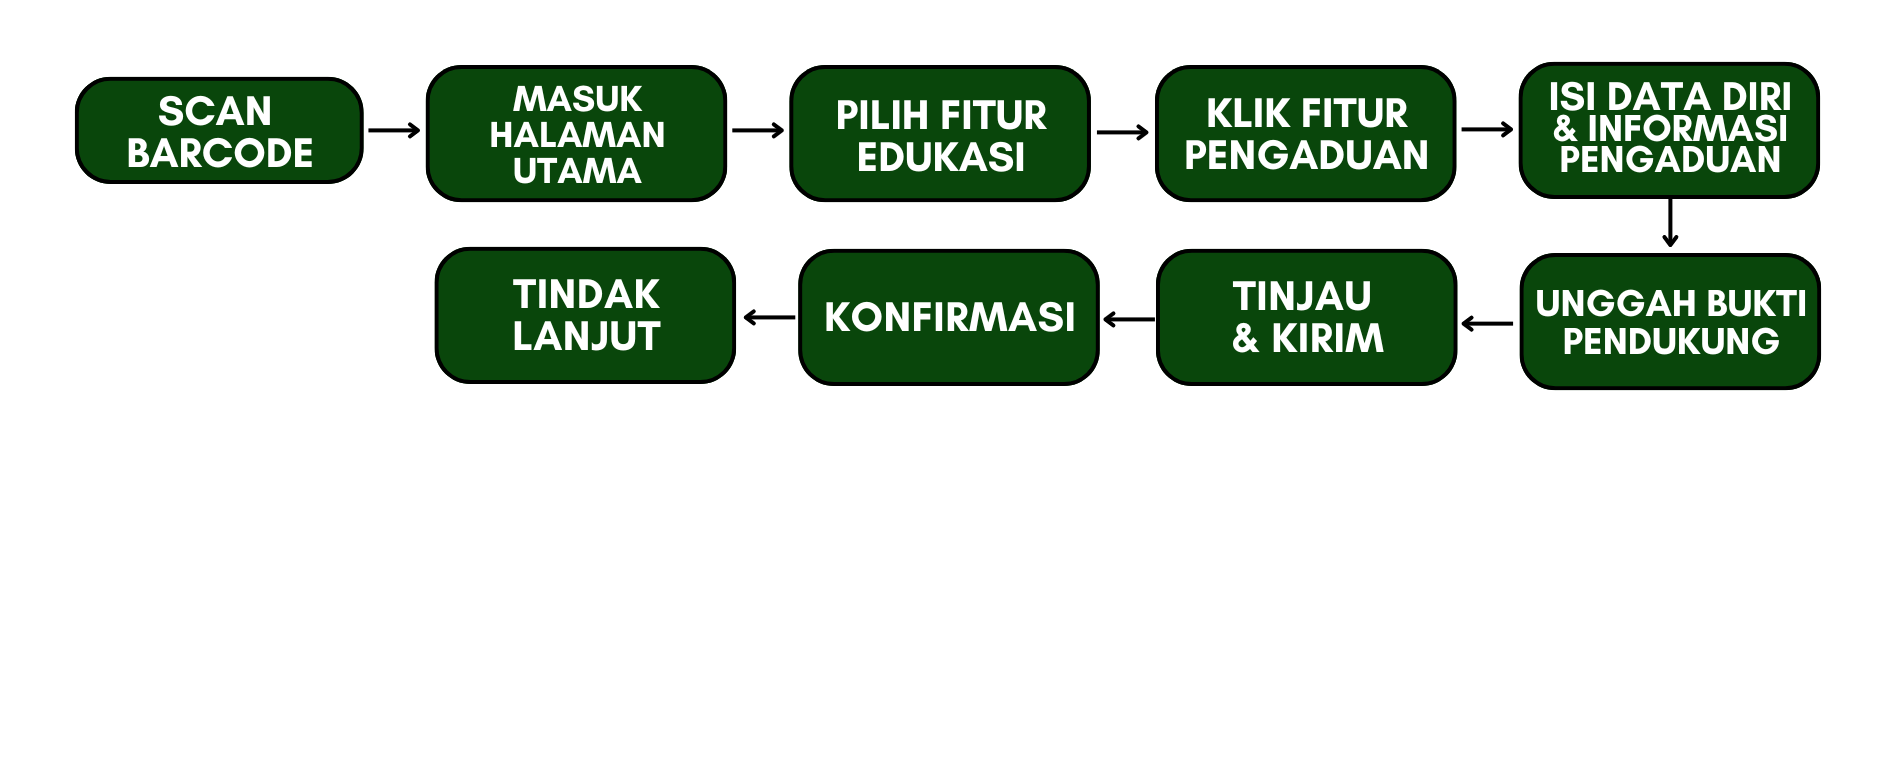 SCAN
BARCODE
MASUK
HALAMAN
UTAMA
PILIH FITUR
EDUKASI
KLIK FITUR
PENGADUAN
ISI DATA DIRI
& INFORMASI
PENGADUAN
UNGGAH BUKTI
PENDUKUNG
TINJAU
& KIRIM
KONFIRMASI
TINDAK
LANJUT